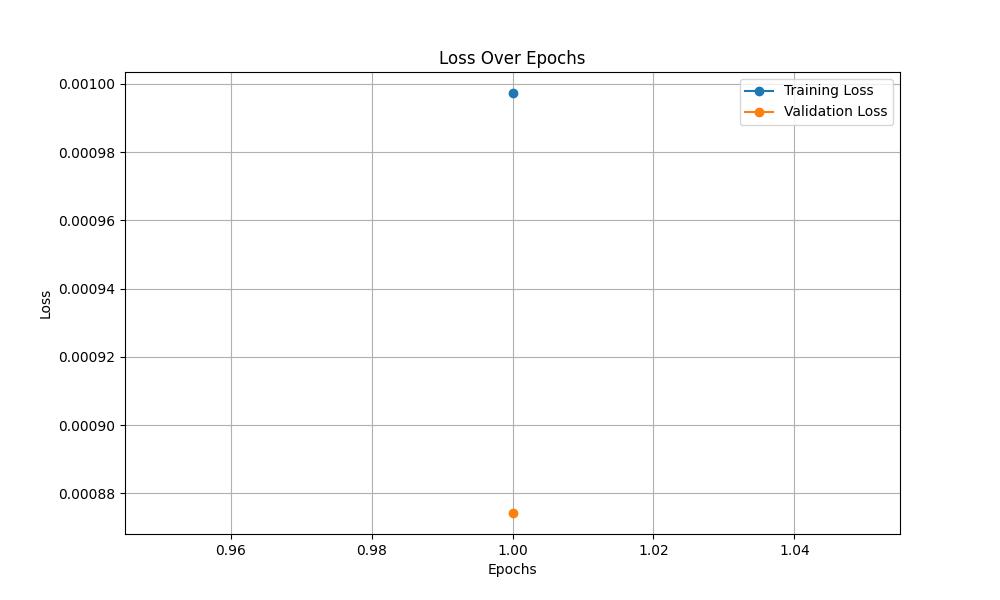 Loss Over Epochs
Training Loss
Validation Loss
0.00100
0.00098
0.00096
0.00094
0.00092
0.00090
0.00088
Loss
0.96
0.98
1.00
1.02
1.04
Epochs